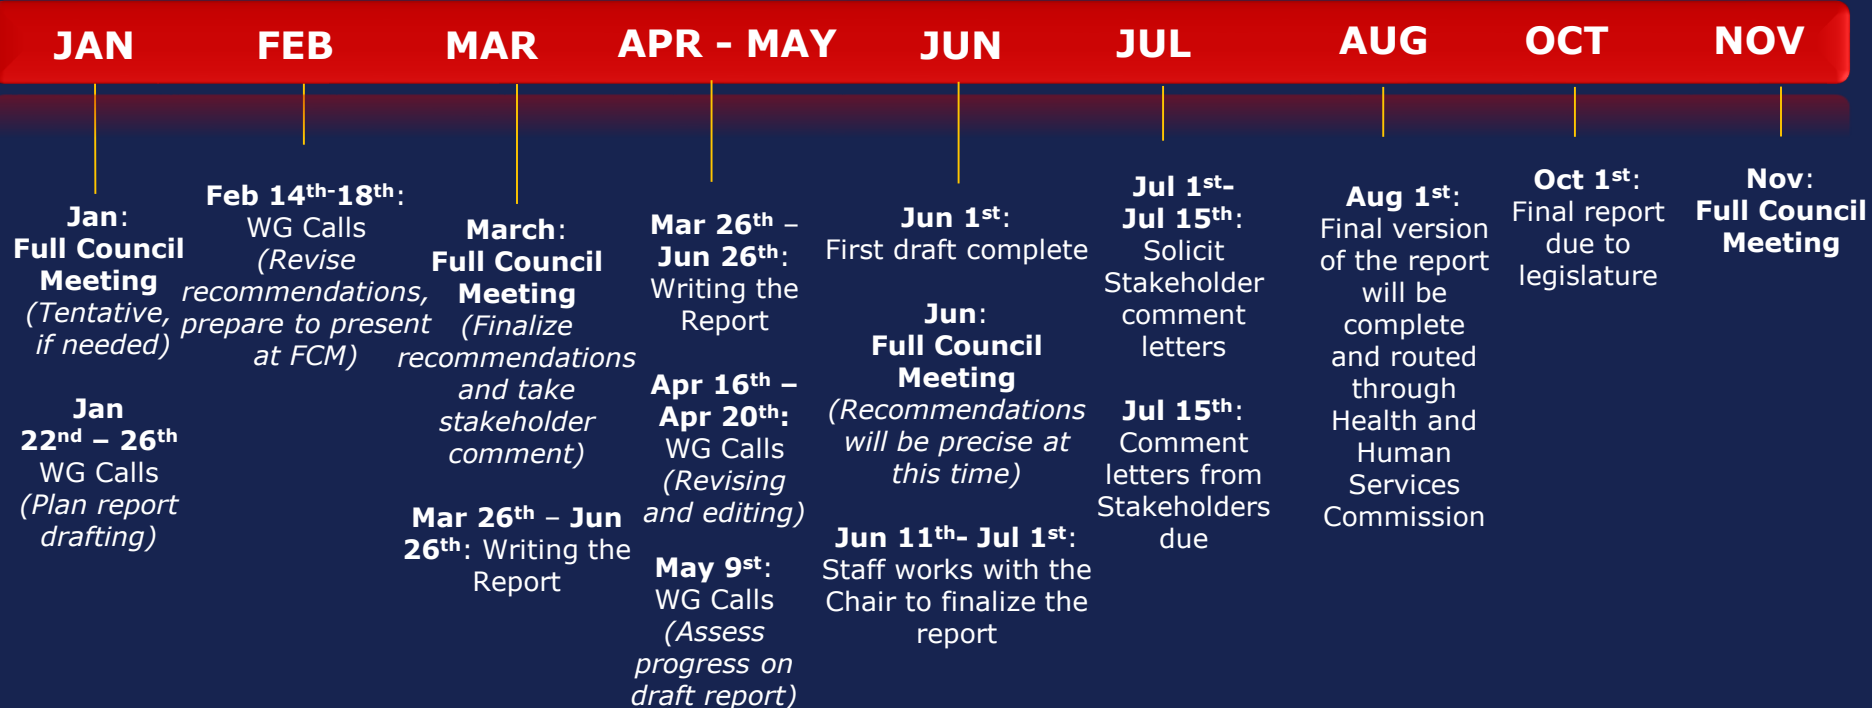 JAN
FEB
MAR
APR - MAY
JUN
JUL
AUG
OCT
NOV
Jan:
Full Council
Meeting
(Tentative,
if needed)
Jan
22nd – 26th
WG Calls
(Plan report
drafting)
Feb 14th-18th:
WG Calls
(Revise
recommendations,
prepare to present
at FCM)
March:
Full Council
Meeting
(Finalize
recommendations
and take
stakeholder
comment)
Mar 26th – Jun
26th: Writing the
Report
Mar 26th –
Jun 26th:
Writing the
Report
Apr 16th –
Apr 20th:
WG Calls
(Revising
and editing)
May 9st:
WG Calls
(Assess
progress on
draft report)
Jun 1st:
First draft complete
Jun:
Full Council
Meeting
(Recommendations
will be precise at
this time)
Jun 11th- Jul 1st:
Staff works with the
Chair to finalize the
report
Jul 1st-
Jul 15th:
Solicit
Stakeholder
comment
letters
Jul 15th:
Comment
letters from
Stakeholders
due
Aug 1st:
Final version
of the report
will be
complete
and routed
through
Health and
Human
Services
Commission
Oct 1st:
Final report
due to
legislature
Nov:
Full Council
Meeting